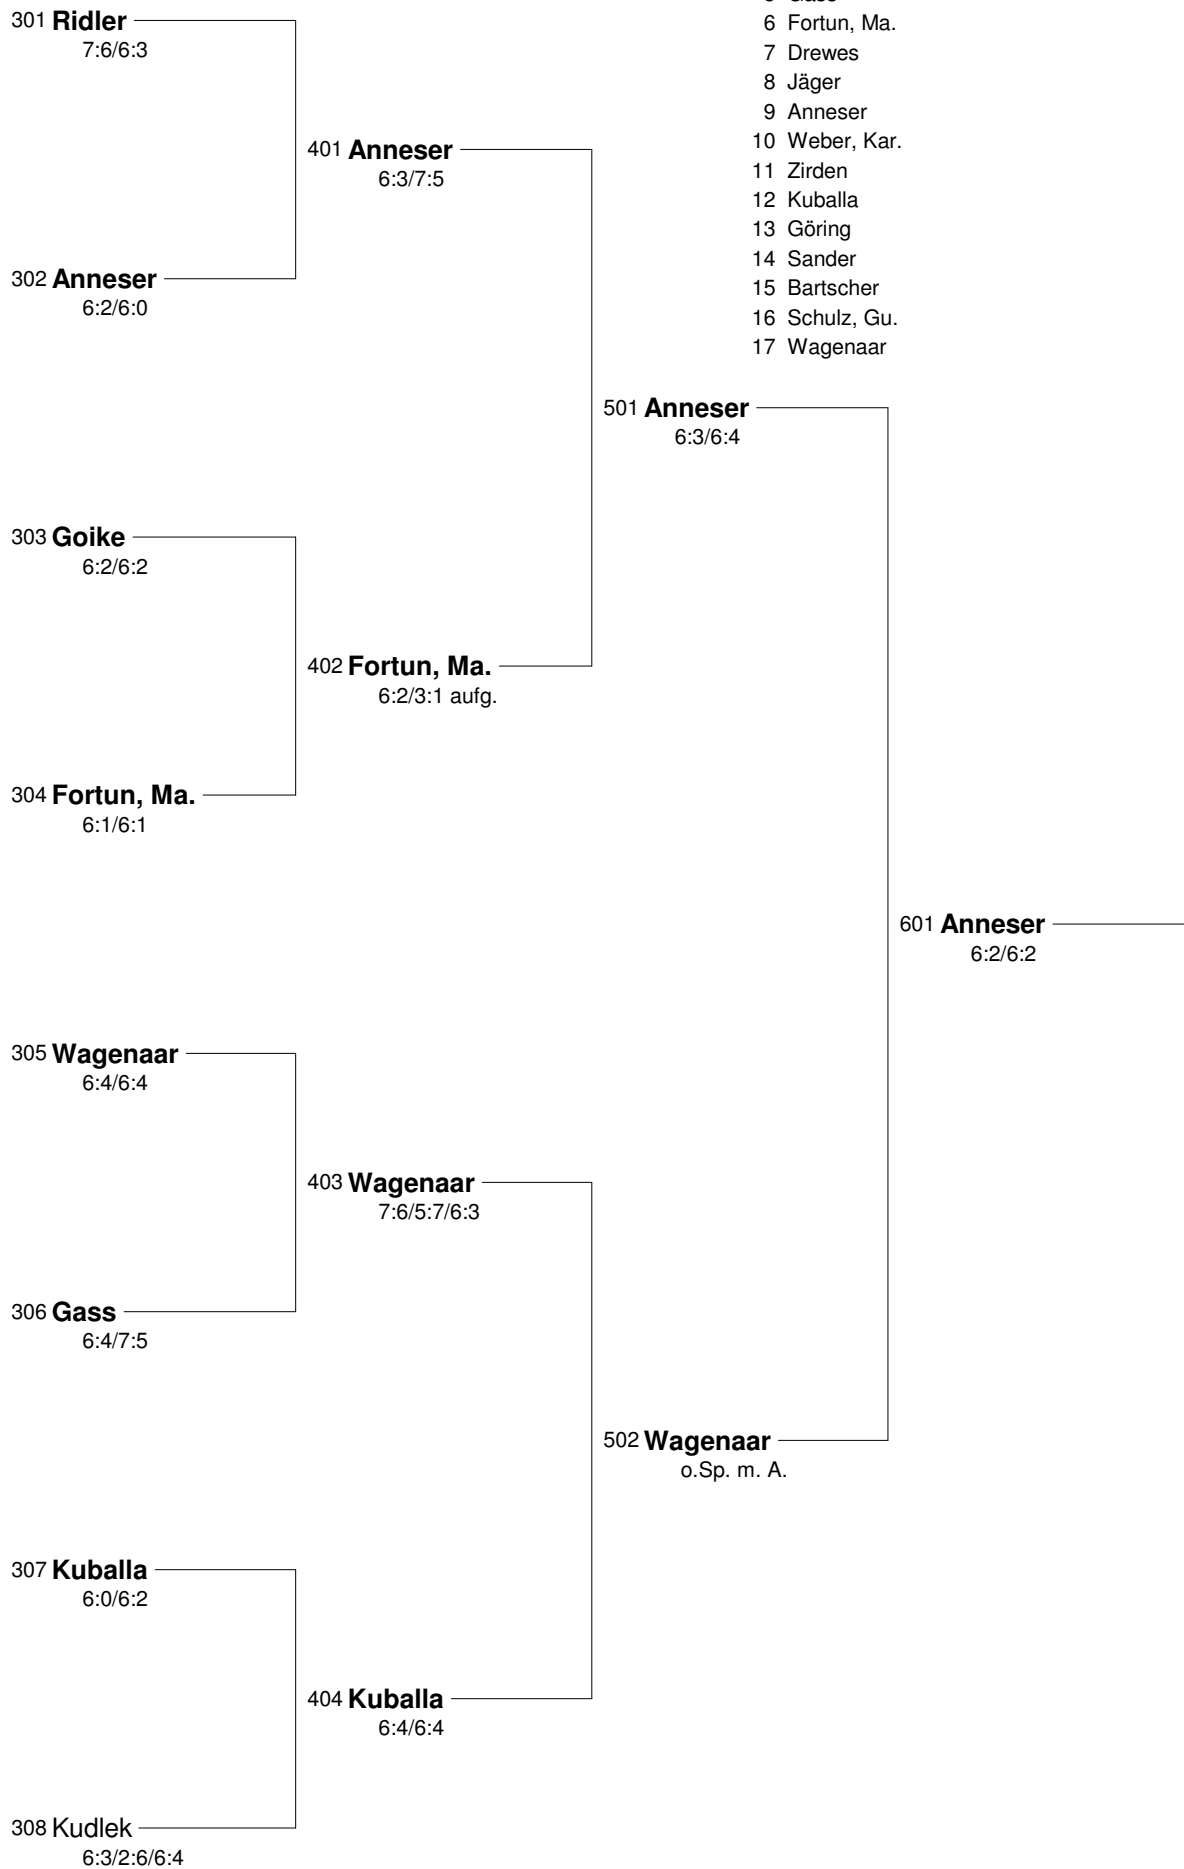 301 Ridler
7:6/6:3
6 Fortun, Ma.
7 Drewes
8 Jäger
9 Anneser
10 Weber, Kar.
11 Zirden
12 Kuballa
13 Göring
14 Sander
15 Bartscher
16 Schulz, Gu.
17 Wagenaar
401 Anneser
6:3/7:5
302 Anneser
6:2/6:0
501 Anneser
6:3/6:4
303 Goike
6:2/6:2
402 Fortun, Ma.
6:2/3:1 aufg.
304 Fortun, Ma.
6:1/6:1
601 Anneser
6:2/6:2
305 Wagenaar
6:4/6:4
403 Wagenaar
7:6/5:7/6:3
306 Gass
6:4/7:5
502 Wagenaar
o.Sp. m. A.
307 Kuballa
6:0/6:2
404 Kuballa
6:4/6:4
308 Kudlek
6:3/2:6/6:4